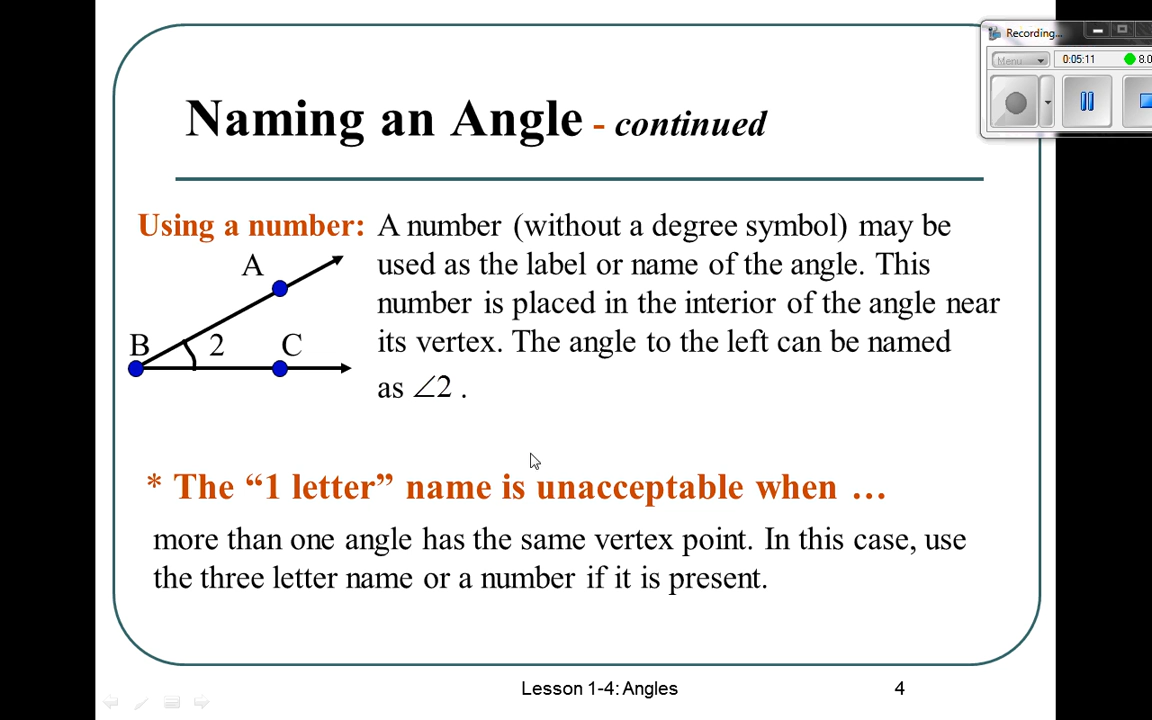 Recording...
Menu
0:05:11
8.0
Naming an Angle - continued
Using a number: A number (without a degree symbol) may be
used as the label or name of the angle. This
number is placed in the interior of the angle near
its vertex. The angle to the left can be named
as ∠2 .
A
B
2
C
* The “1 letter” name is unacceptable when …
more than one angle has the same vertex point. In this case, use
the three letter name or a number if it is present.
Lesson 1-4: Angles
4